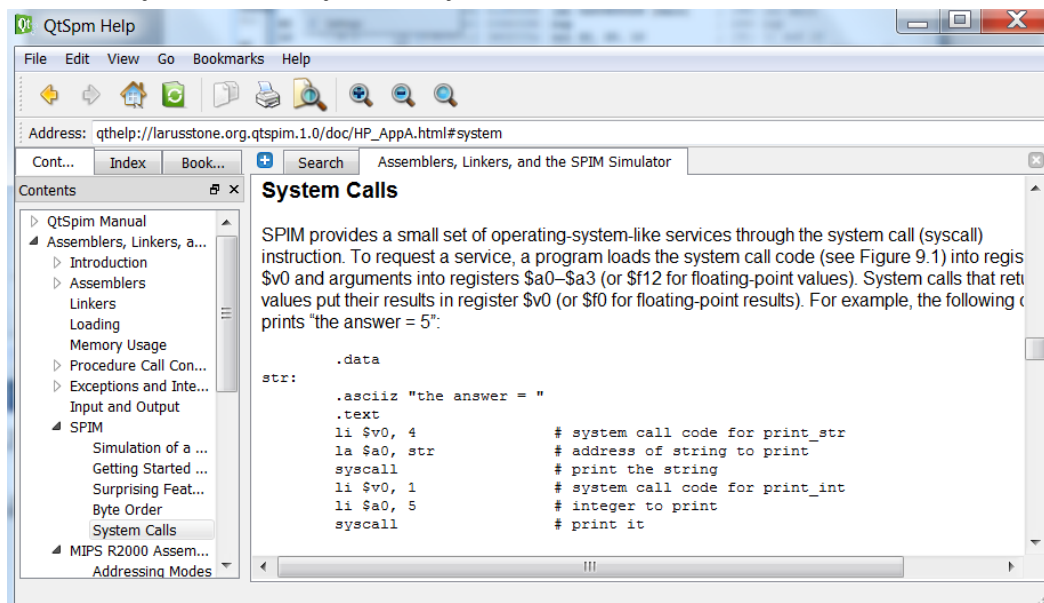 QtSpim Help
File Edit View Go Bookmarks Help
Address: qthelp://larusstone.org.qtspim.1.0/doc/HP_AppA.html#system
Cont... Index Book... Search Assemblers, Linkers, and the SPIM Simulator
Contents
QtSpim Manual
Assemblers, Linkers, a...
Introduction
Assemblers
Linkers
Loading
Memory Usage
Procedure Call Con...
Exceptions and Inte...
Input and Output
SPIM
Simulation of a ...
Getting Started ...
Surprising Feat...
Byte Order
System Calls
MIPS R2000 Assem...
Addressing Modes
System Calls
SPIM provides a small set of operating-system-like services through the system call (syscall)
instruction. To request a service, a program loads the system call code (see Figure 9.1) into regis
$v0 and arguments into registers $a0–$a3 (or $f12 for floating-point values). System calls that retu
values put their results in register $v0 (or $f0 for floating-point results). For example, the following
prints “the answer = 5”:
.data
str:
.asciiz "the answer = "
.text
li $v0, 4 # system call code for print_str
la $a0, str # address of string to print
syscall # print the string
li $v0, 1 # system call code for print_int
li $a0, 5 # integer to print
syscall # print it